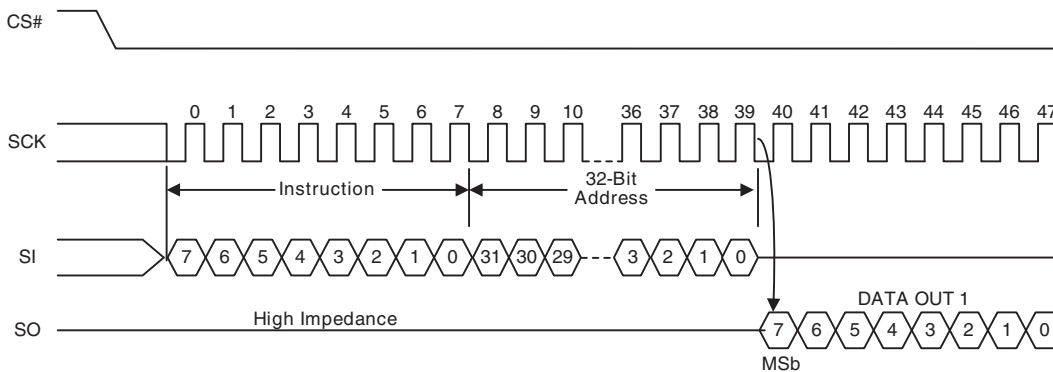 CS#
0 1 2 3 4 5 6 7 8 9 10 36 37 38 39 40 41 42 43 44 45 46 47
SCK
Instruction
32-Bit
Address
SI
7 6 5 4 3 2 1 0 31 30 29 3 2 1 0
DATA OUT 1
High Impedance
SO
7 6 5 4 3 2 1 0
MSb